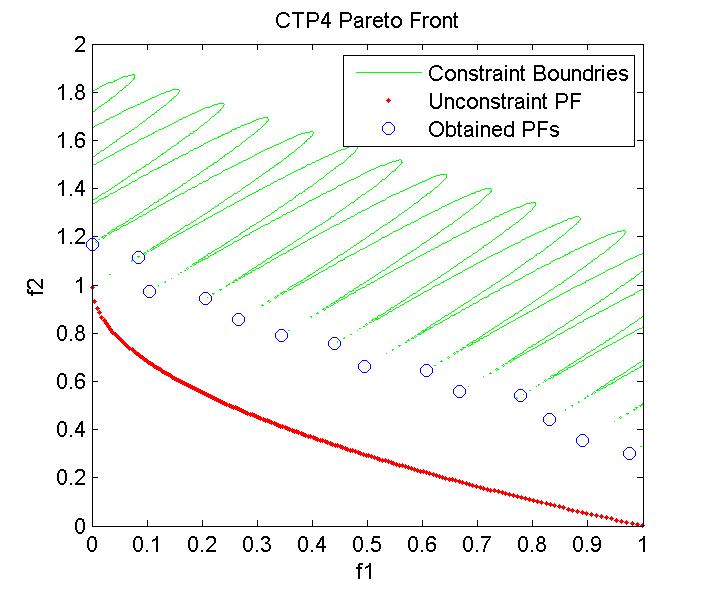 CTP4 Pareto Front
Constraint Boundries
Unconstraint PF
Obtained PFs
f2
2
1.8
1.6
1.4
1.2
1
0.8
0.6
0.4
0.2
0
0 0.1 0.2 0.3 0.4 0.5 0.6 0.7 0.8 0.9 1
f1